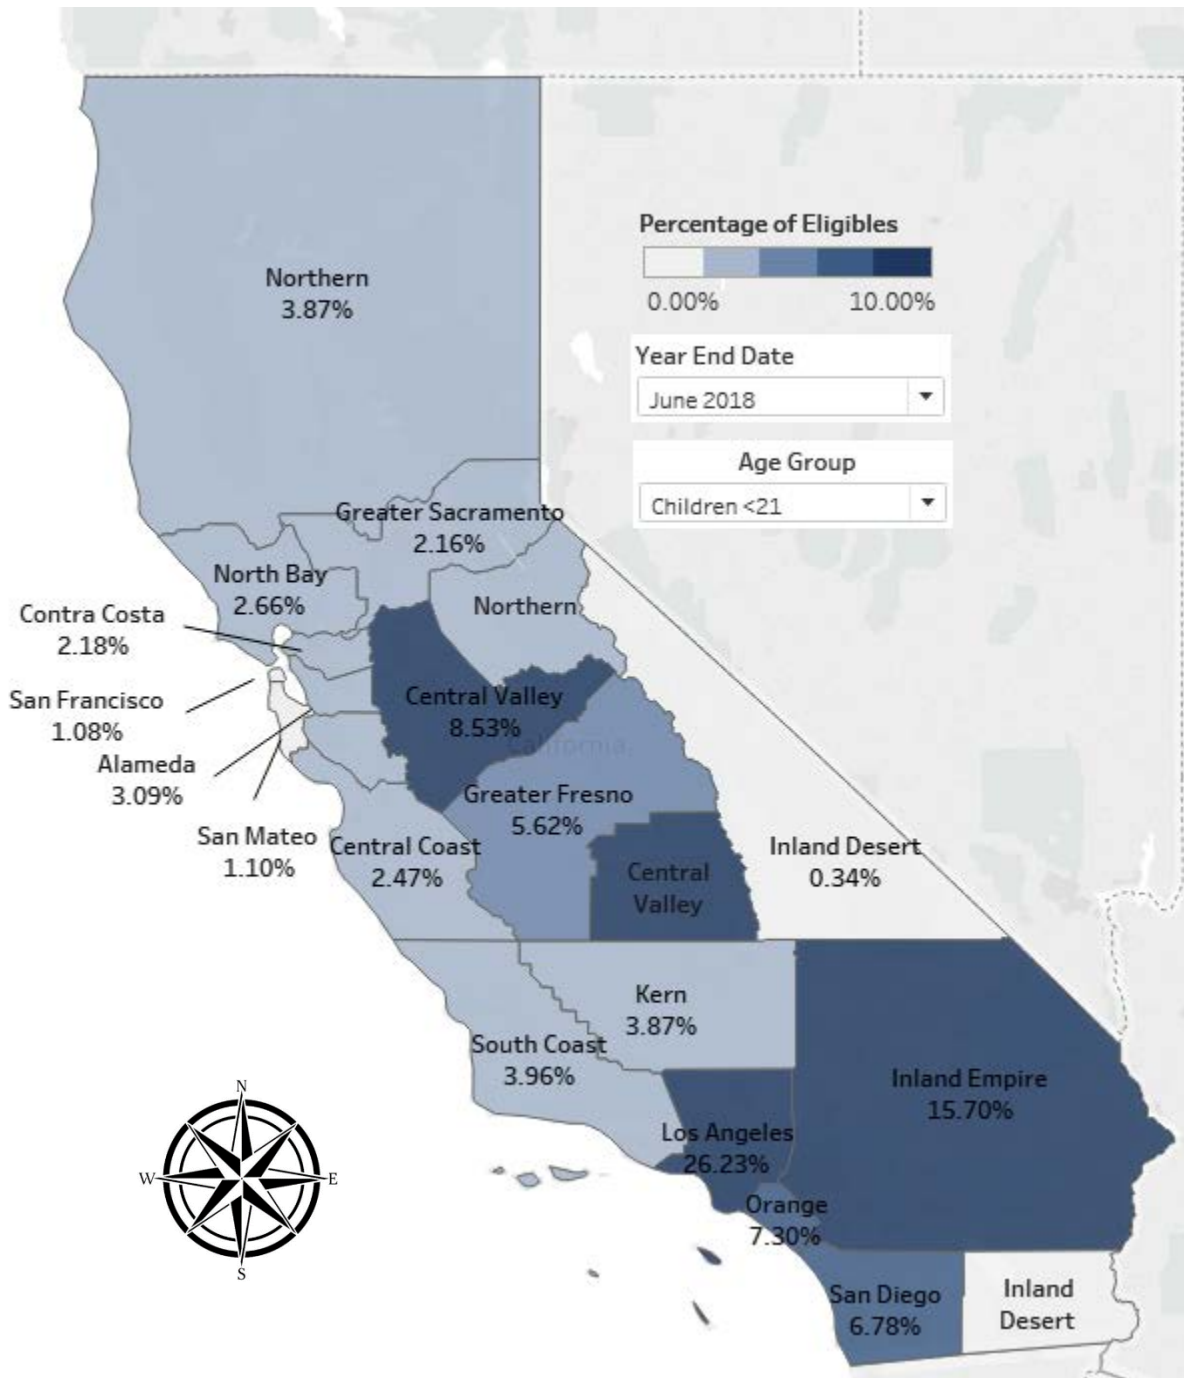 Percentage of Eligibles
0.00% 10.00%
Year End Date
June 2018
Age Group
Children <21
Northern
3.87%
Greater Sacramento
2.16%
North Bay
2.66%
Northern
Contra Costa
2.18%
San Francisco
1.08%
Central Valley
8.53%
California
Alameda
3.09%
San Mateo
1.10%
Central Coast
2.47%
Greater Fresno
5.62%
Central
Valley
Inland Desert
0.34%
Kern
3.87%
South Coast
3.96%
Inland Empire
15.70%
Los Angeles
26.23%
Orange
7.30%
San Diego
6.78%
Inland
Desert
N
W E
S